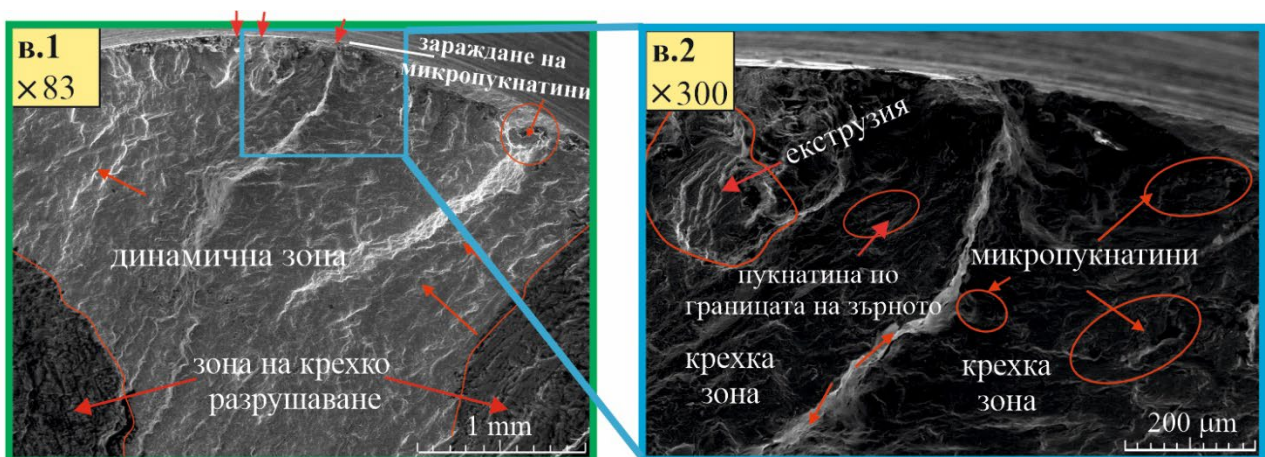 в.1
×83
зараждане на
микропукнатини
динамична зона
зона на крехко
разрушаване
1 mm
в.2
×300
екструзия
пукнатина по
границата на зърното
микропукнатини
крехка
зона
крехка
зона
200 µm